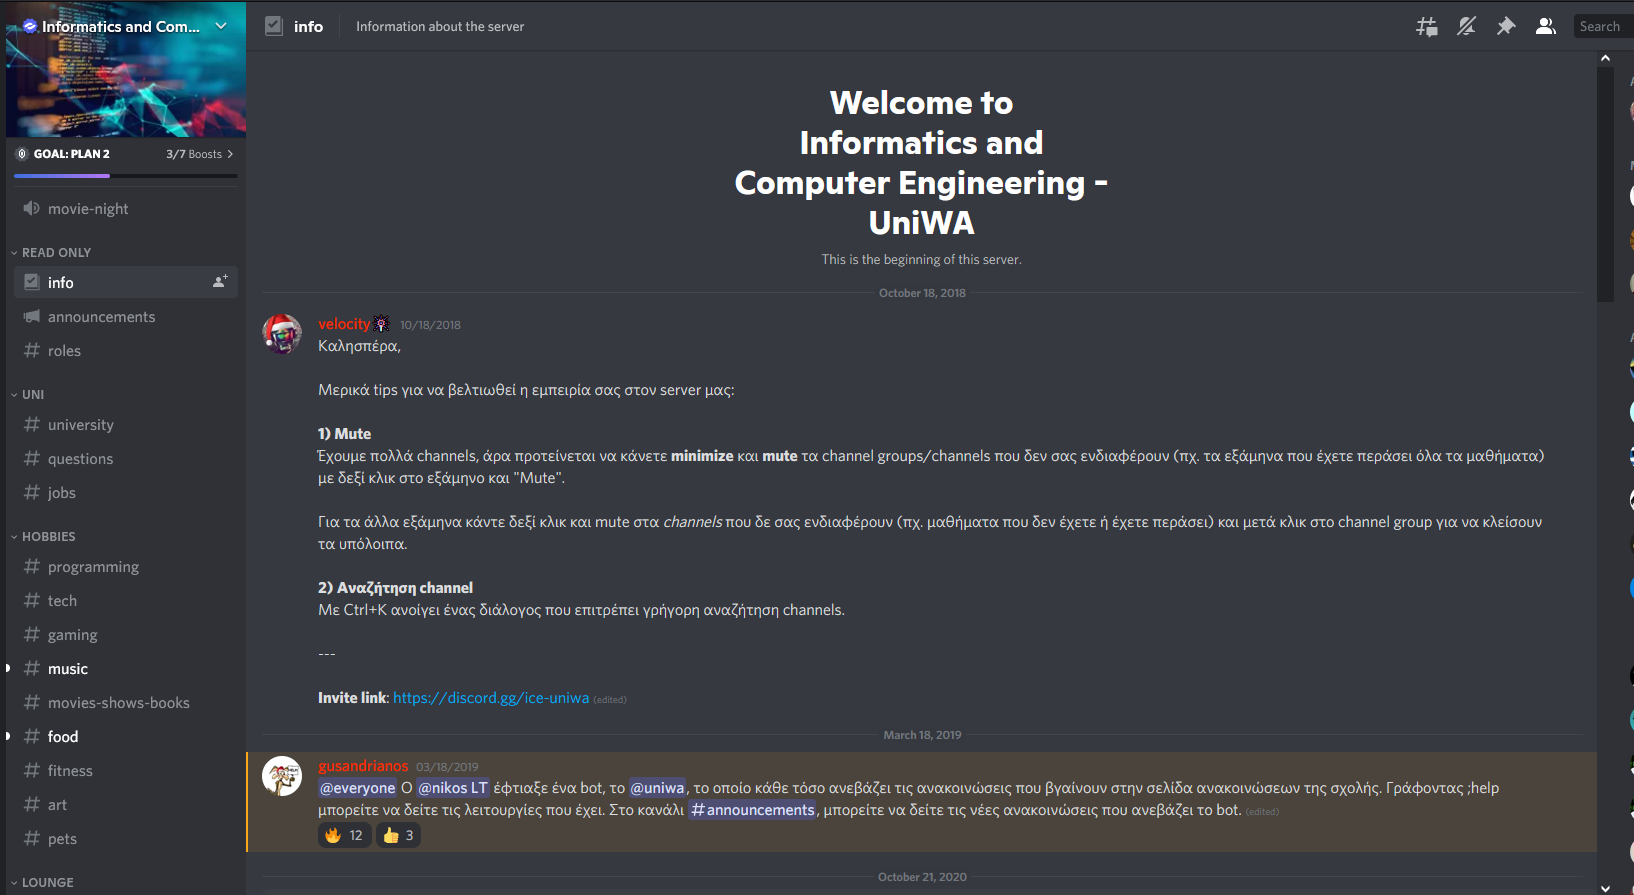 Informatics and Com...
GOAL: PLAN 2
3/7 Boosts
movie-night
READ ONLY
info
announcements
roles
UNI
university
questions
jobs
HOBBIES
programming
tech
gaming
music
movies-shows-books
food
fitness
art
pets
LOUNGE
info
Information about the server
Search
Welcome to
Informatics and
Computer Engineering -
UniWA
This is the beginning of this server.
October 18, 2018
velocity 10/18/2018
Καλησπέρα,
Μερικά tips για να βελτιωθεί η εμπειρία σας στον server μας:
1) Mute
Έχουμε πολλά channels, άρα προτείνεται να κάνετε minimize και mute τα channel groups/channels που δεν σας ενδιαφέρουν (πχ. τα εξάμηνα που έχετε περάσει όλα τα μαθήματα)
με δεξί κλικ στο εξάμηνο και "Mute".
Για τα άλλα εξάμηνα κάντε δεξί κλικ και mute στα channels που δε σας ενδιαφέρουν (πχ. μαθήματα που δεν έχετε ή έχετε περάσει) και μετά κλικ στο channel group για να κλείσουν
τα υπόλοιπα.
2) Αναζήτηση channel
Με Ctrl+K ανοίγει ένας διάλογος που επιτρέπει γρήγορη αναζήτηση channels.
---
Invite link: https://discord.gg/ice-uniwa (edited)
March 18, 2019
gusandrianos 03/18/2019
@everyone Ο @nikos LT έφτιαξε ένα bot, το @uniwa, το οποίο κάθε τόσο ανεβάζει τις ανακοινώσεις που βγαίνουν στην σελίδα ανακοινώσεων της σχολής. Γράφοντας ;help
μπορείτε να δείτε τις λειτουργίες που έχει. Στο κανάλι #announcements, μπορείτε να δείτε τις νέες ανακοινώσεις που ανεβάζει το bot. (edited)
🔥 12 👍 3
October 21, 2020